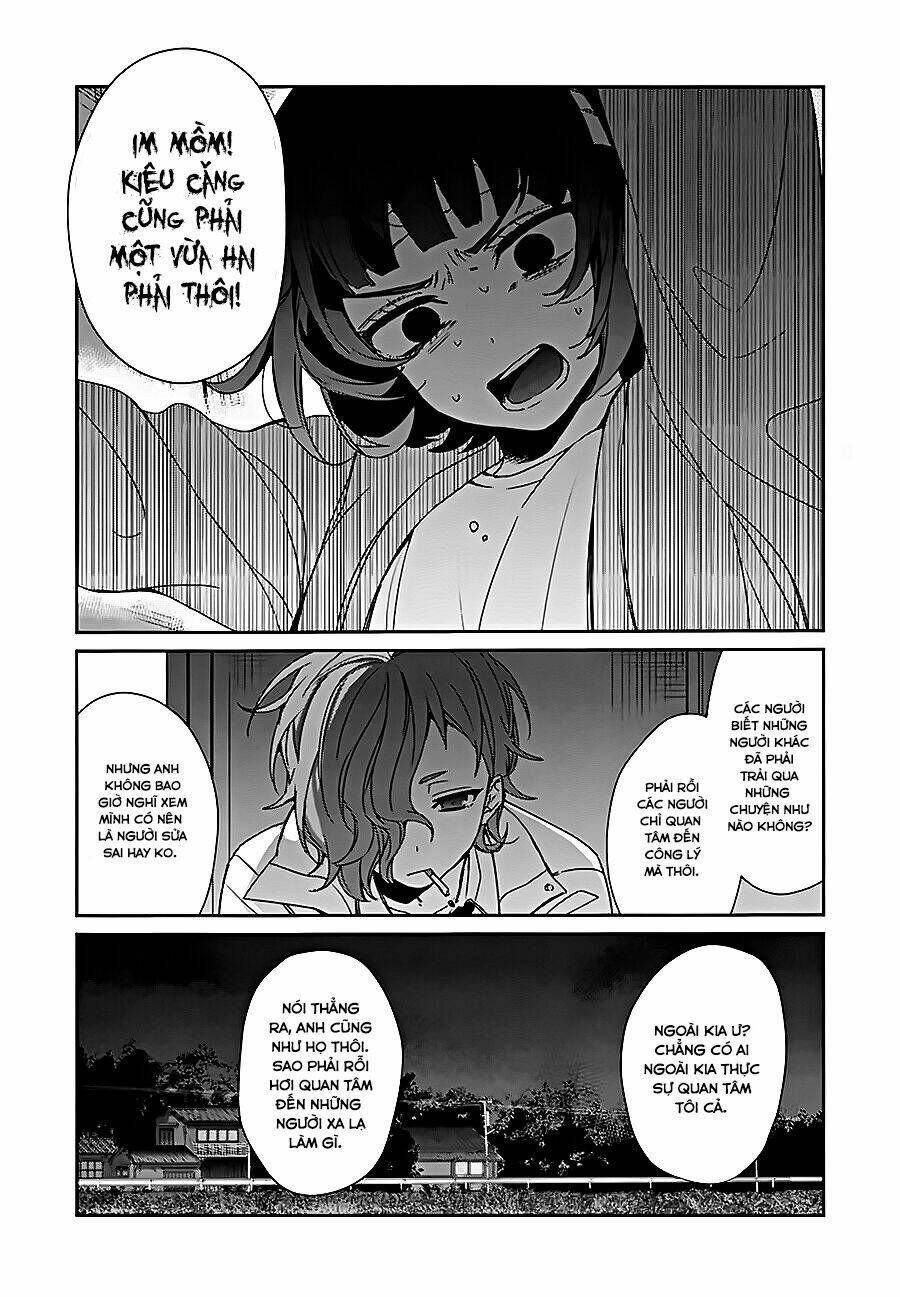 IM MỒM!
KIÊU CĂNG
CŨNG PHẢI
MỘT VỪA HAI
PHẢI THÔI!
CÁC NGƯỜI
BIẾT NHỮNG
NGƯỜI KHÁC
ĐÃ PHẢI
TRẢI QUA
NHỮNG
CHUYỆN NHƯ
NÀO KHÔNG?
PHẢI RỒI
CÁC NGƯỜI
CHỈ QUAN
TÂM ĐẾN
CÔNG LÝ
MÀ THÔI.
NHƯNG ANH
KHÔNG BAO
GIỜ NGHĨ XEM
MÌNH CÓ NÊN
LÀ NGƯỜI SỬA
SAI HAY KO.
NGOÀI KIA Ư?
CHẲNG CÓ AI
NGOÀI KIA THỰC
SỰ QUAN TÂM
TÔI CẢ.
NÓI THẲNG
RA, ANH CŨNG
NHƯ HỌ THÔI.
SAO PHẢI RỖI
HƠI QUAN TÂM
ĐẾN NHỮNG
NGƯỜI XA LẠ
LÀM GÌ.